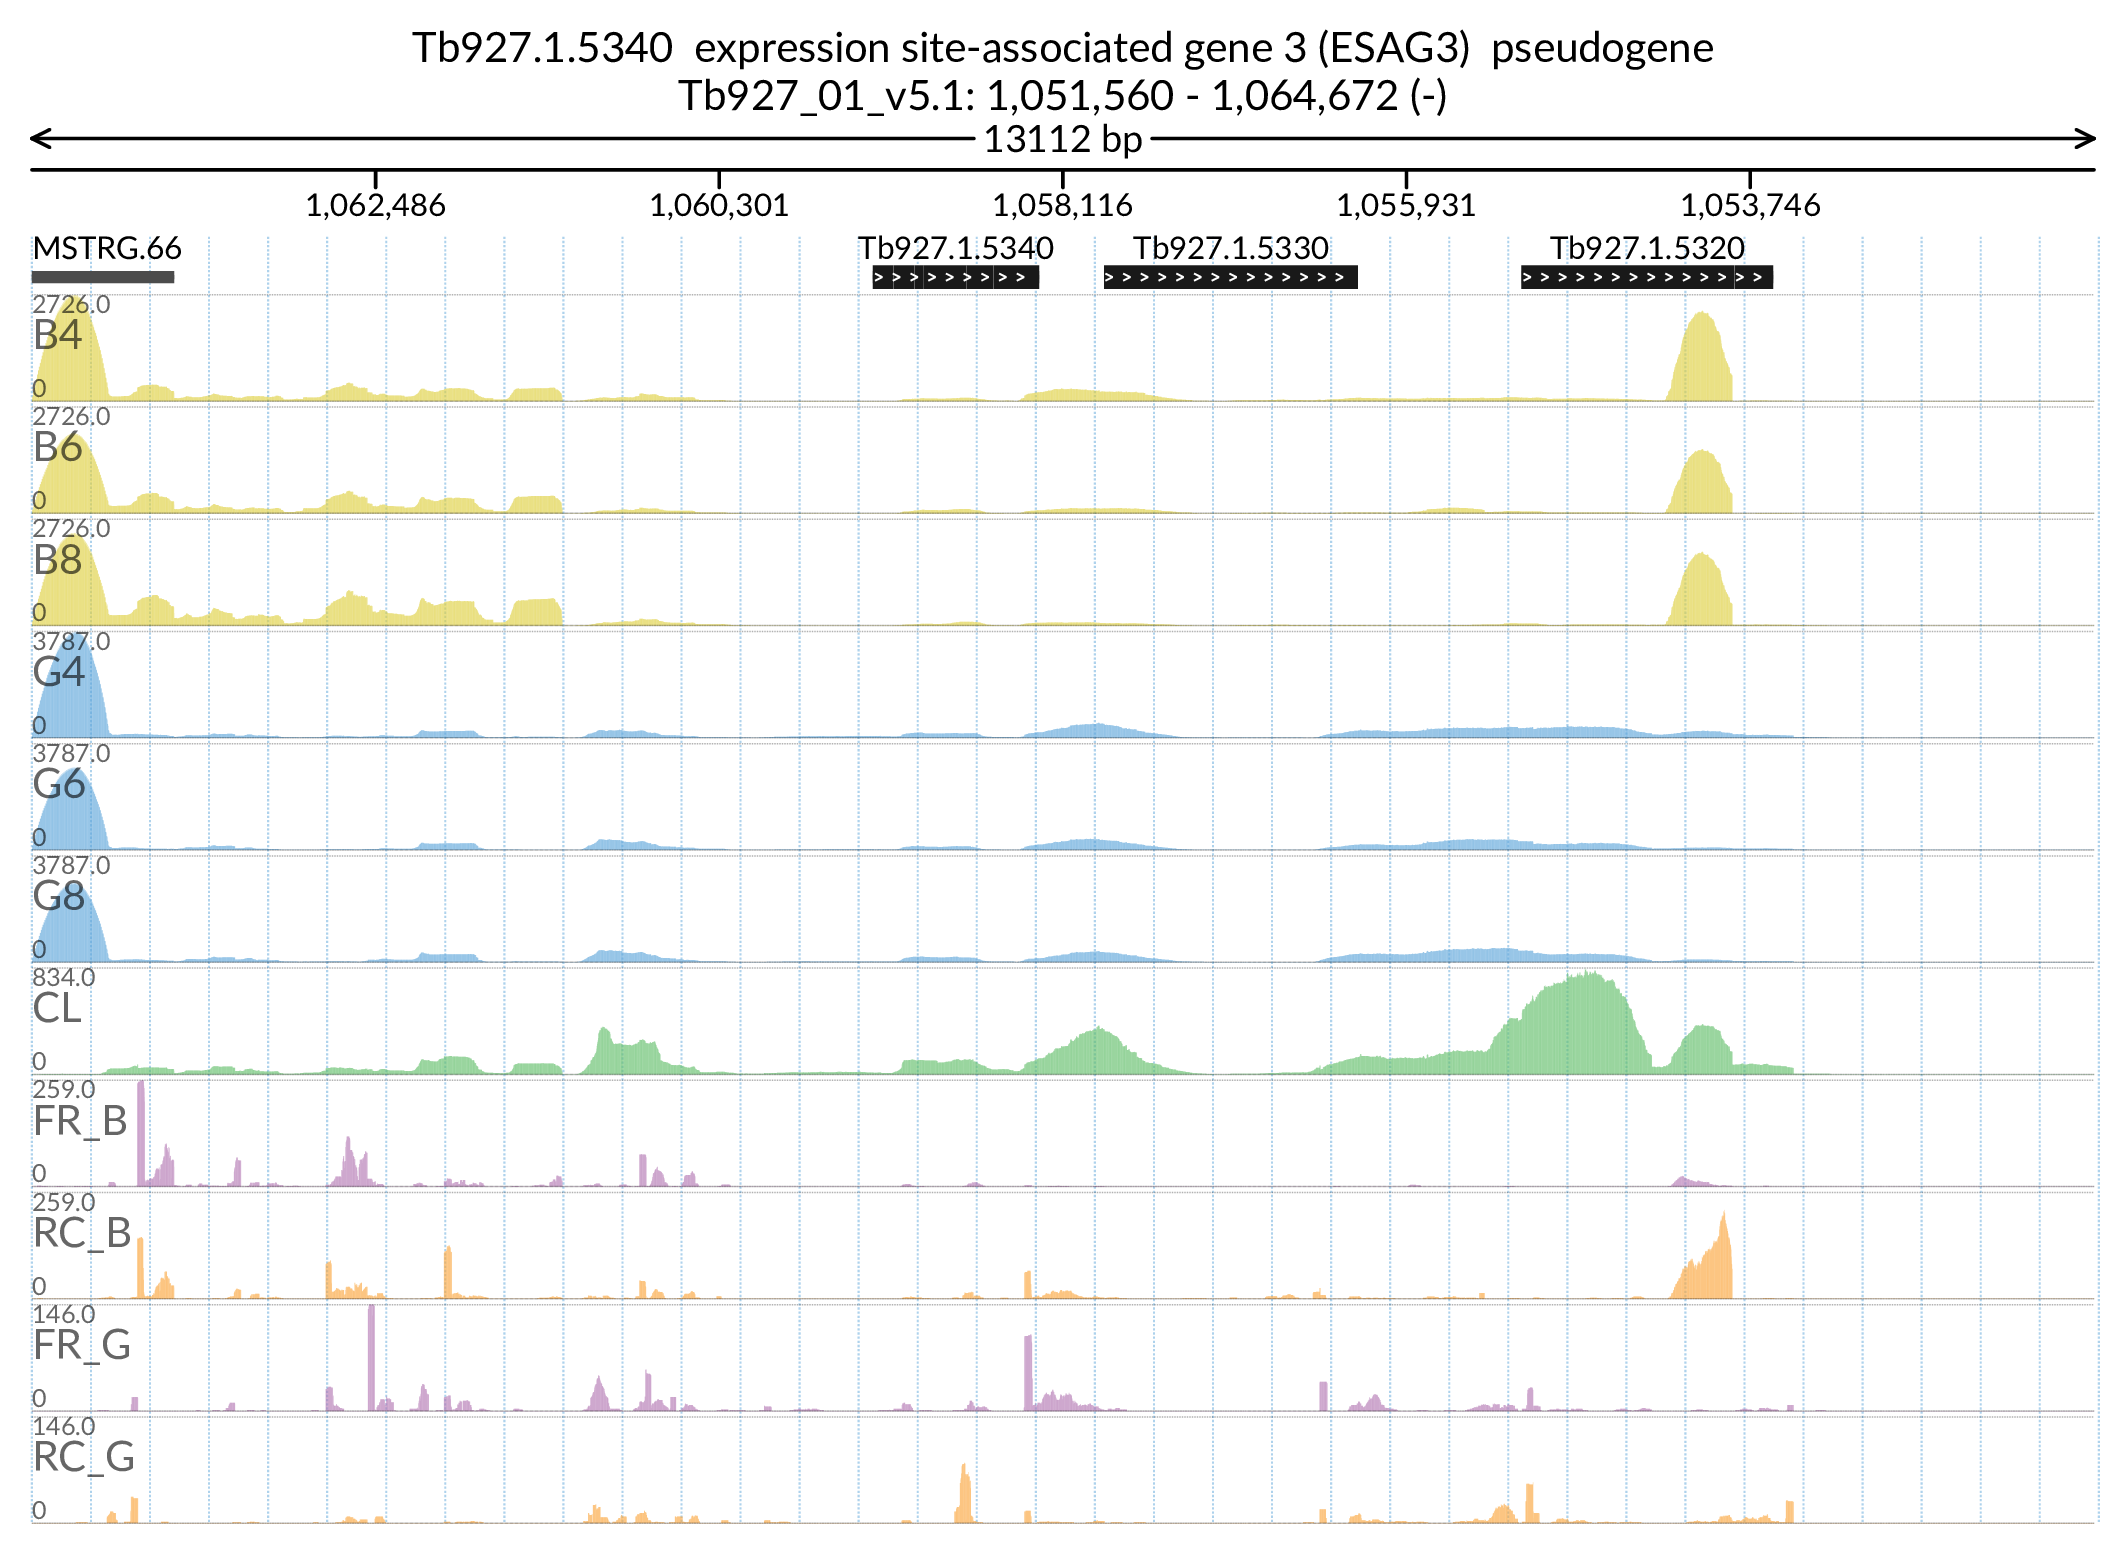 Tb927.1.5340  expression site-associated gene 3 (ESAG3)  pseudogene
Tb927_01_v5.1: 1,051,560 - 1,064,672 (-)
13112 bp
1,062,486 1,060,301 1,058,116 1,055,931 1,053,746
MSTRG.66 Tb927.1.5340 Tb927.1.5330 Tb927.1.5320
2726.0
B4
0
2726.0
B6
0
2726.0
B8
0
3787.0
G4
0
3787.0
G6
0
3787.0
G8
0
834.0
CL
0
259.0
FR_B
0
259.0
RC_B
0
146.0
FR_G
0
146.0
RC_G
0